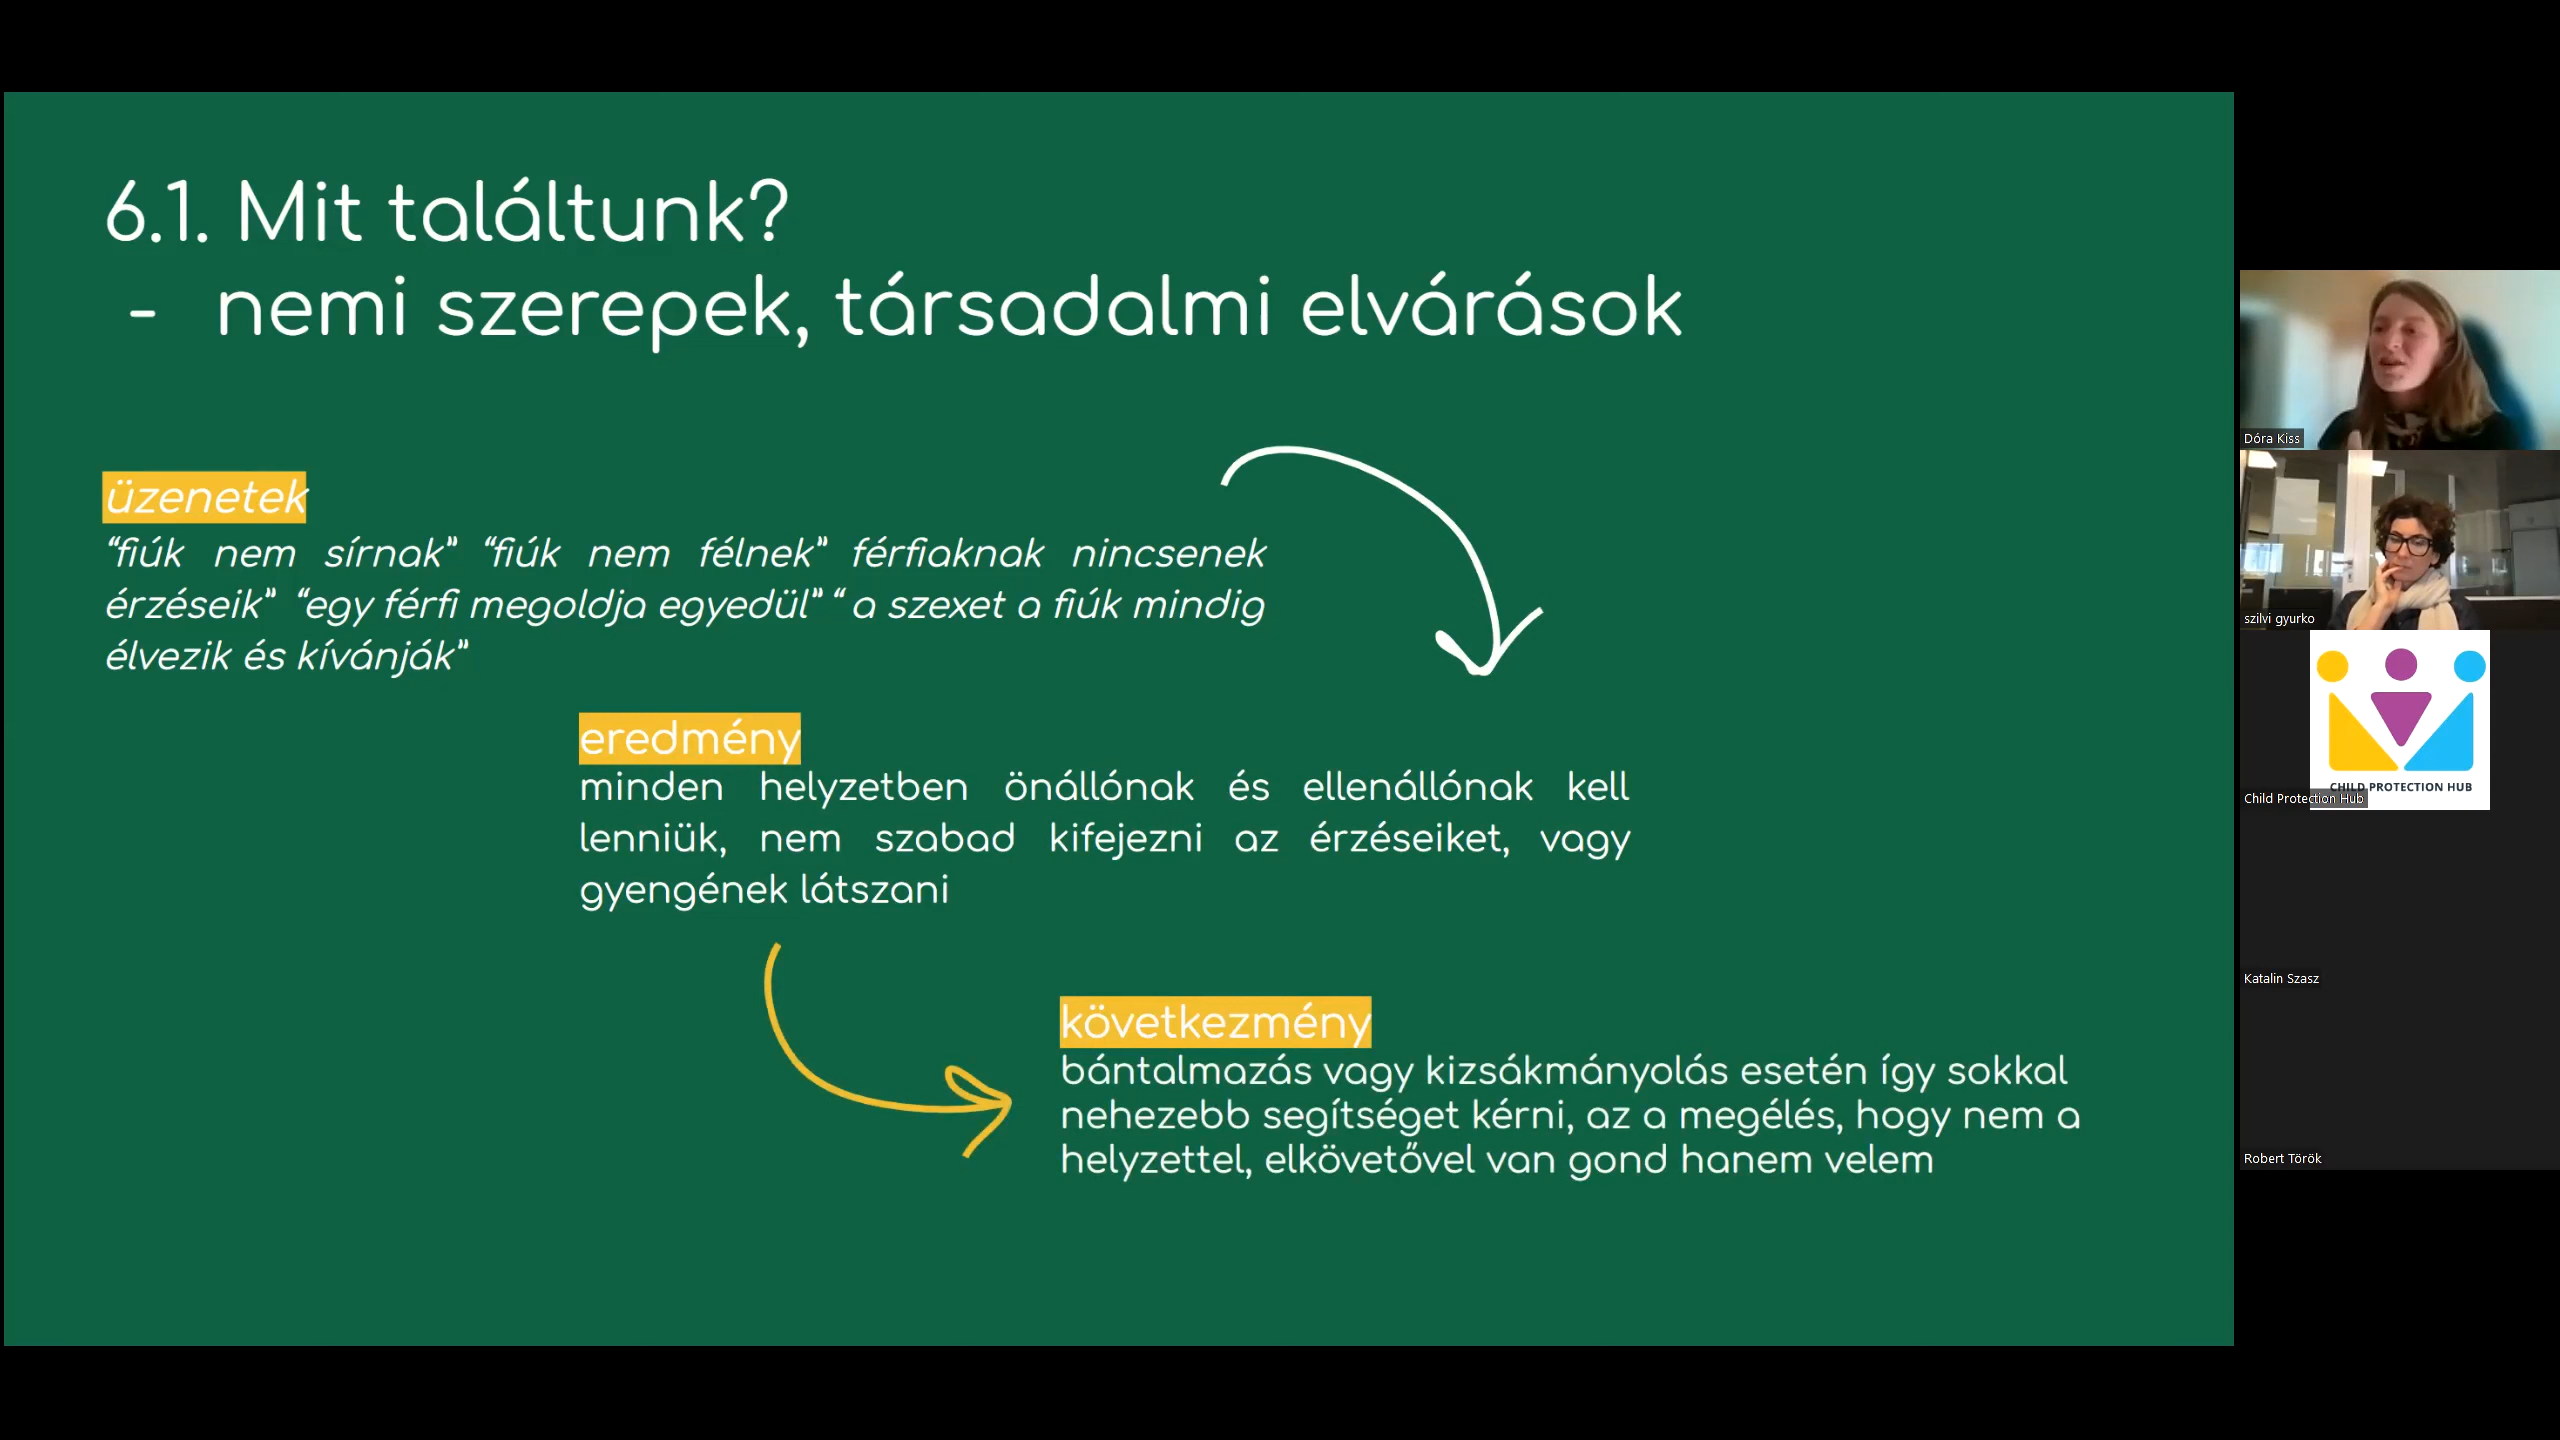 6.1. Mit találtunk?
- nemi szerepek, társadalmi elvárások
üzenetek
“fiúk nem sírnak” “fiúk nem félnek” férfiaknak nincsenek
érzéseik” “egy férfi megoldja egyedül” “ a szexet a fiúk mindig
élvezik és kívánják”
eredmény
minden helyzetben önállónak és ellenállónak kell
lenniük, nem szabad kifejezni az érzéseiket, vagy
gyengének látszani
következmény
bántalmazás vagy kizsákmányolás esetén így sokkal
nehezebb segítséget kérni, az a megélés, hogy nem a
helyzettel, elkövetővel van gond hanem velem
Dóra Kiss
szilvi gyurko
CHILD PROTECTION HUB
Child Protection Hub
Katalin Szasz
Robert Török